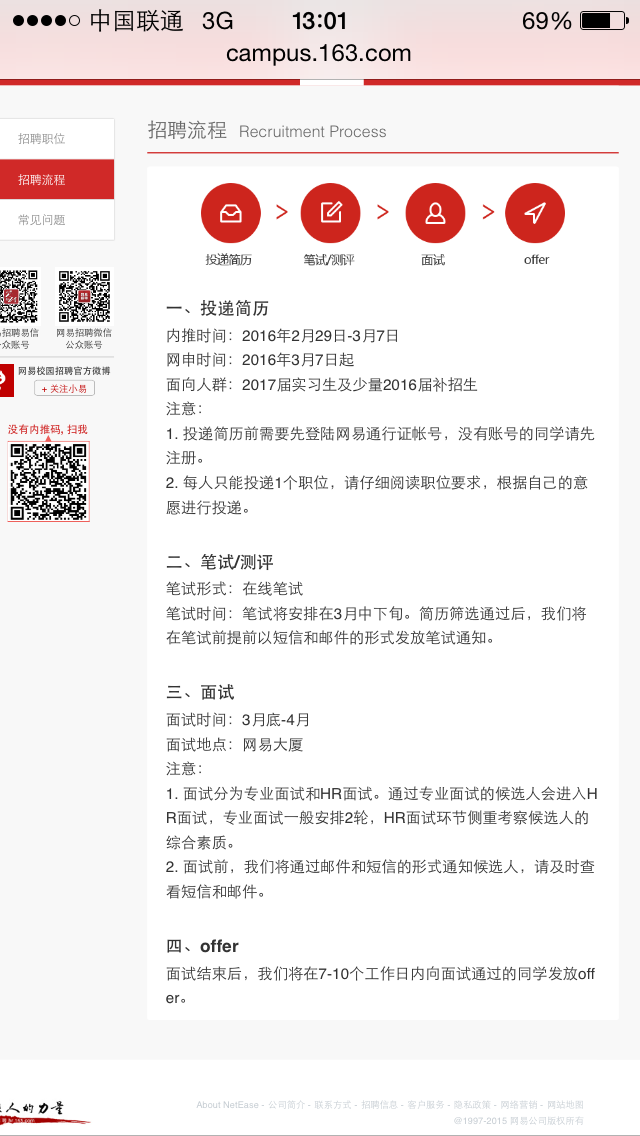 中国联通 3G 13:01 69%
campus.163.com
招聘职位
招聘流程
常见问题
招聘易信
众账号
网易招聘微信
公众账号
网易校园招聘官方微博
+ 关注小易
没有内推码, 扫我
招聘流程 Recruitment Process
> > >
投递简历 笔试/测评 面试 offer
一、投递简历
内推时间：2016年2月29日-3月7日
网申时间：2016年3月7日起
面向人群：2017届实习生及少量2016届补招生
注意：
1. 投递简历前需要先登陆网易通行证帐号，没有账号的同学请先
注册。
2. 每人只能投递1个职位，请仔细阅读职位要求，根据自己的意
愿进行投递。
二、笔试/测评
笔试形式：在线笔试
笔试时间：笔试将安排在3月中下旬。简历筛选通过后，我们将
在笔试前提前以短信和邮件的形式发放笔试通知。
三、面试
面试时间：3月底-4月
面试地点：网易大厦
注意：
1. 面试分为专业面试和HR面试。通过专业面试的候选人会进入H
R面试，专业面试一般安排2轮，HR面试环节侧重考察候选人的
综合素质。
2. 面试前，我们将通过邮件和短信的形式通知候选人，请及时查
看短信和邮件。
四、offer
面试结束后，我们将在7-10个工作日内向面试通过的同学发放off
er。
人的力量
About NetEase - 公司简介 - 联系方式 - 招聘信息 - 客户服务 - 隐私政策 - 网络营销 - 网站地图
©1997-2015 网易公司版权所有